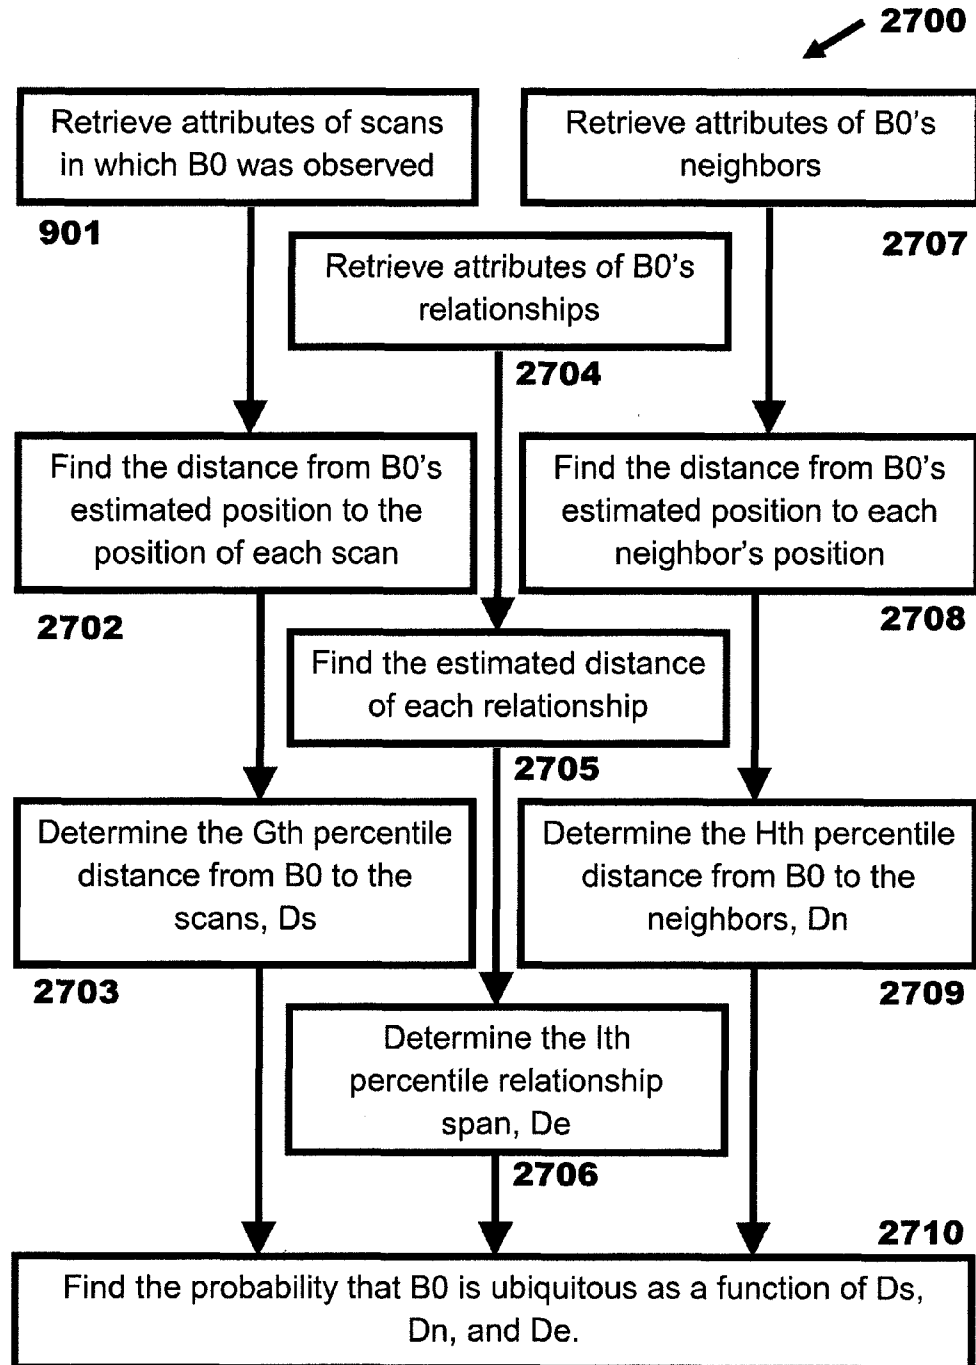 2700
Retrieve attributes of scans
in which B0 was observed
901
Retrieve attributes of B0's
neighbors
2707
Retrieve attributes of B0's
relationships
2704
Find the distance from B0's
estimated position to the
position of each scan
2702
Find the distance from B0's
estimated position to each
neighbor's position
2708
Find the estimated distance
of each relationship
2705
Determine the Gth percentile
distance from B0 to the
scans, Ds
2703
Determine the Hth percentile
distance from B0 to the
neighbors, Dn
2709
Determine the Ith
percentile relationship
span, De
2706
2710
Find the probability that B0 is ubiquitous as a function of Ds,
Dn, and De.